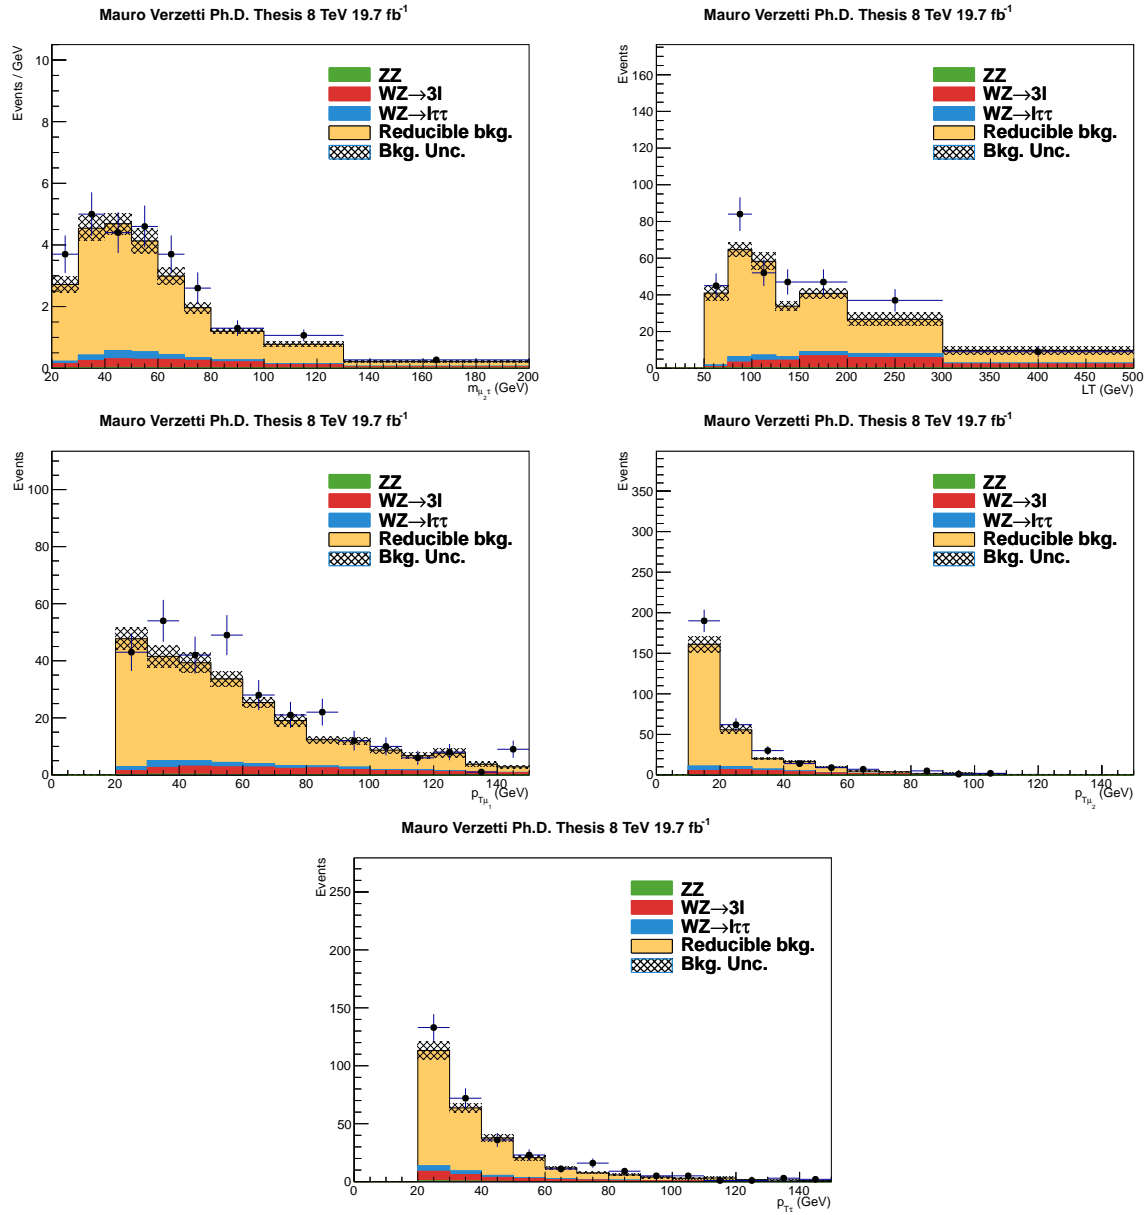 Mauro Verzetti Ph.D. Thesis 8 TeV 19.7 fb⁻¹
Events / GeV
10
8
6
4
2
0
ZZ
WZ→3l
WZ→lττ
Reducible bkg.
Bkg. Unc.
20 40 60 80 100 120 140 160 180 200
m_{μ₂ τ} (GeV)
Mauro Verzetti Ph.D. Thesis 8 TeV 19.7 fb⁻¹
Events
160
140
120
100
80
60
40
20
0
ZZ
WZ→3l
WZ→lττ
Reducible bkg.
Bkg. Unc.
0 50 100 150 200 250 300 350 400 450 500
LT (GeV)
Mauro Verzetti Ph.D. Thesis 8 TeV 19.7 fb⁻¹
Events
100
80
60
40
20
0
ZZ
WZ→3l
WZ→lττ
Reducible bkg.
Bkg. Unc.
0 20 40 60 80 100 120 140
p_{Tμ₁} (GeV)
Mauro Verzetti Ph.D. Thesis 8 TeV 19.7 fb⁻¹
Events
350
300
250
200
150
100
50
0
ZZ
WZ→3l
WZ→lττ
Reducible bkg.
Bkg. Unc.
0 20 40 60 80 100 120 140
p_{Tμ₂} (GeV)
Mauro Verzetti Ph.D. Thesis 8 TeV 19.7 fb⁻¹
Events
250
200
150
100
50
0
ZZ
WZ→3l
WZ→lττ
Reducible bkg.
Bkg. Unc.
0 20 40 60 80 100 120 140
p_{Tτ} (GeV)